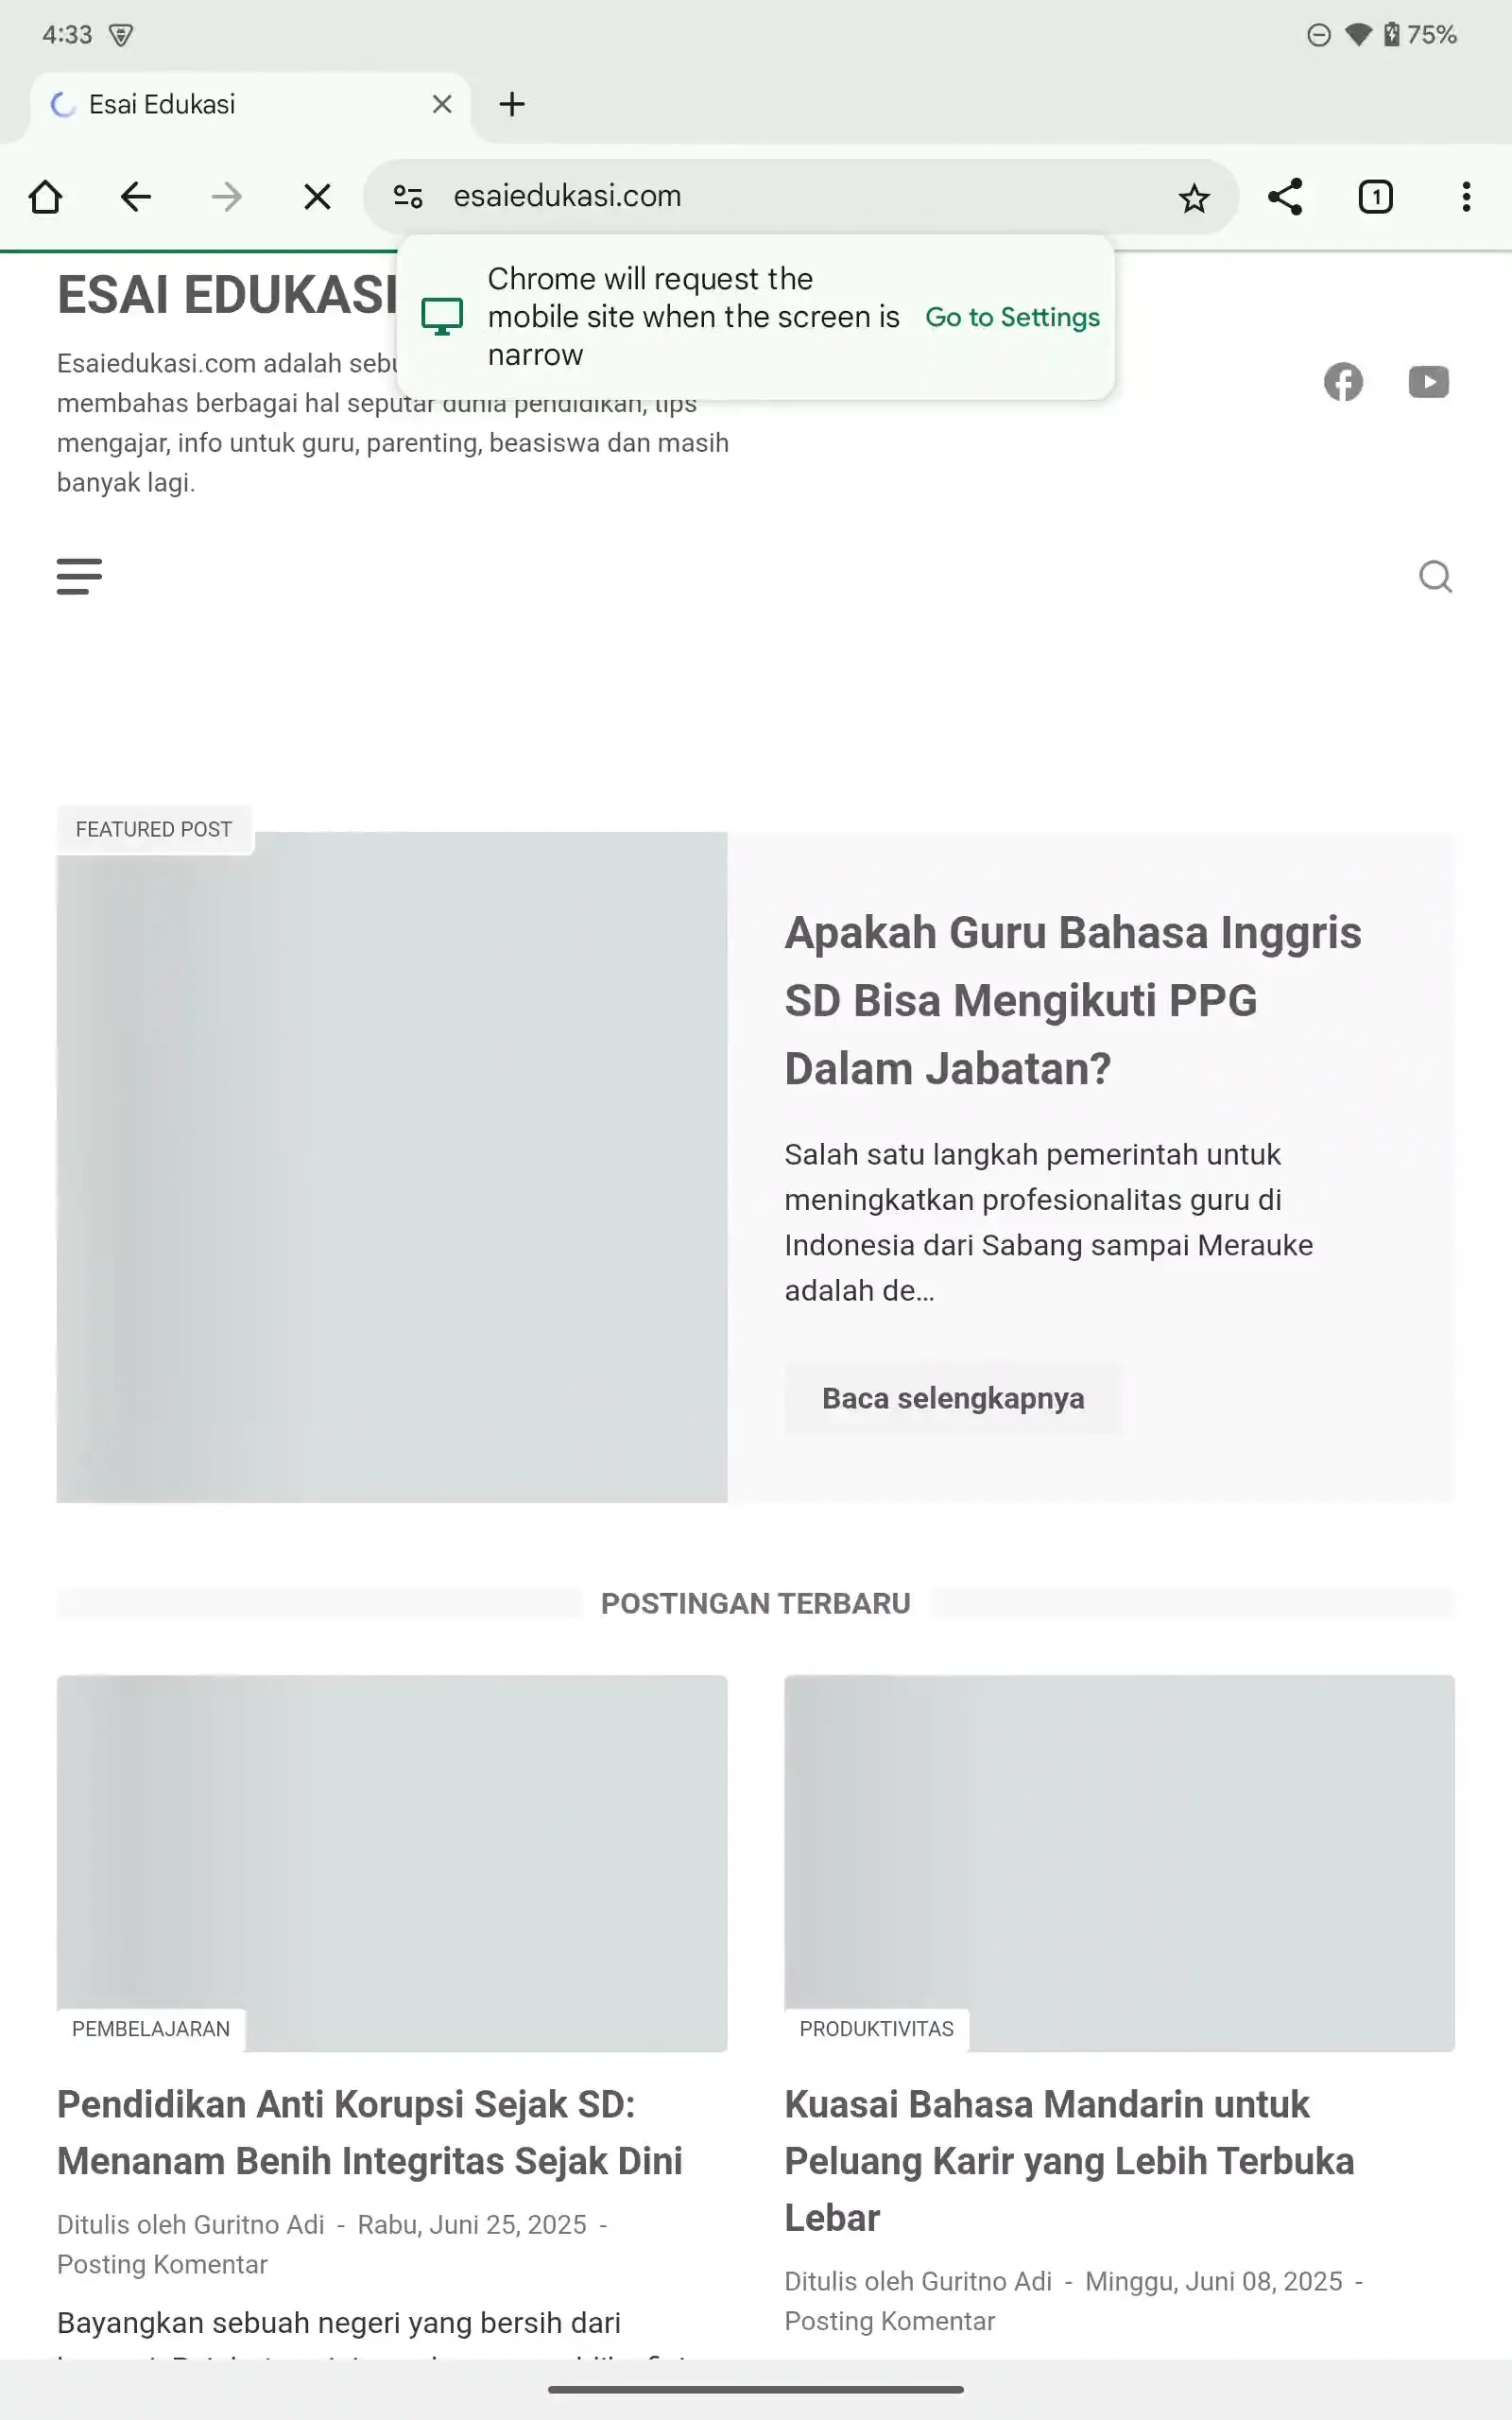 4:33
75%
Esai Edukasi
esaiedukasi.com
1
Chrome will request the
mobile site when the screen is
narrow
Go to Settings
ESAI EDUKASI
Esaiedukasi.com adalah
membahas berbagai hal seputar dunia pendidikan, tips
mengajar, info untuk guru, parenting, beasiswa dan masih
banyak lagi.
FEATURED POST
Apakah Guru Bahasa Inggris
SD Bisa Mengikuti PPG
Dalam Jabatan?
Salah satu langkah pemerintah untuk
meningkatkan profesionalitas guru di
Indonesia dari Sabang sampai Merauke
adalah de...
Baca selengkapnya
POSTINGAN TERBARU
PEMBELAJARAN
Pendidikan Anti Korupsi Sejak SD:
Menanam Benih Integritas Sejak Dini
Ditulis oleh Guritno Adi - Rabu, Juni 25, 2025 -
Posting Komentar
Bayangkan sebuah negeri yang bersih dari
PRODUKTIVITAS
Kuasai Bahasa Mandarin untuk
Peluang Karir yang Lebih Terbuka
Lebar
Ditulis oleh Guritno Adi - Minggu, Juni 08, 2025 -
Posting Komentar